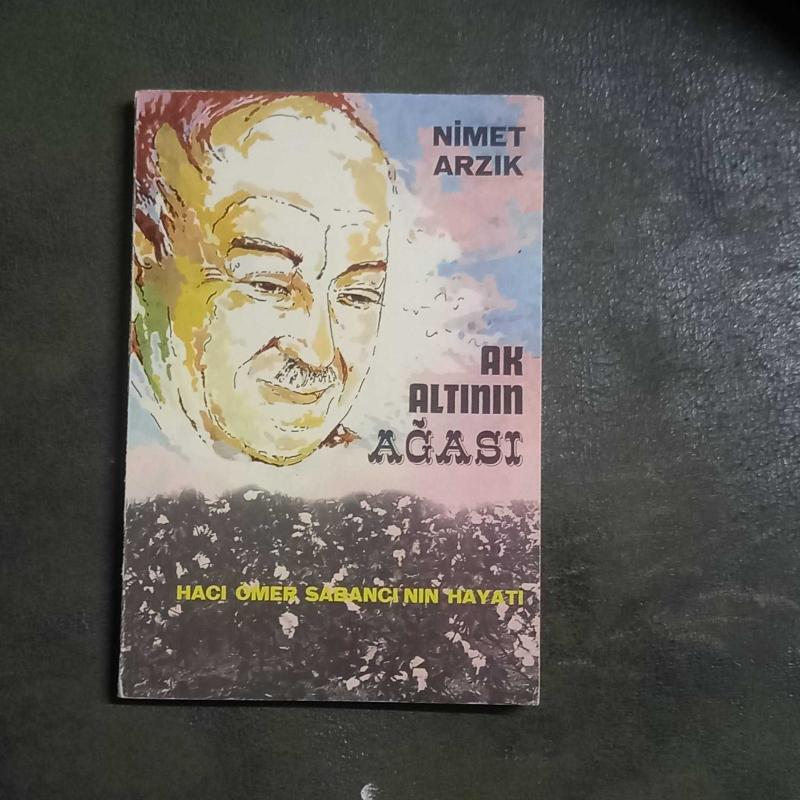 NİMET
ARZIK
AK
ALTININ
AĞASI
HACI ÖMER SABANCI'NIN HAYATI